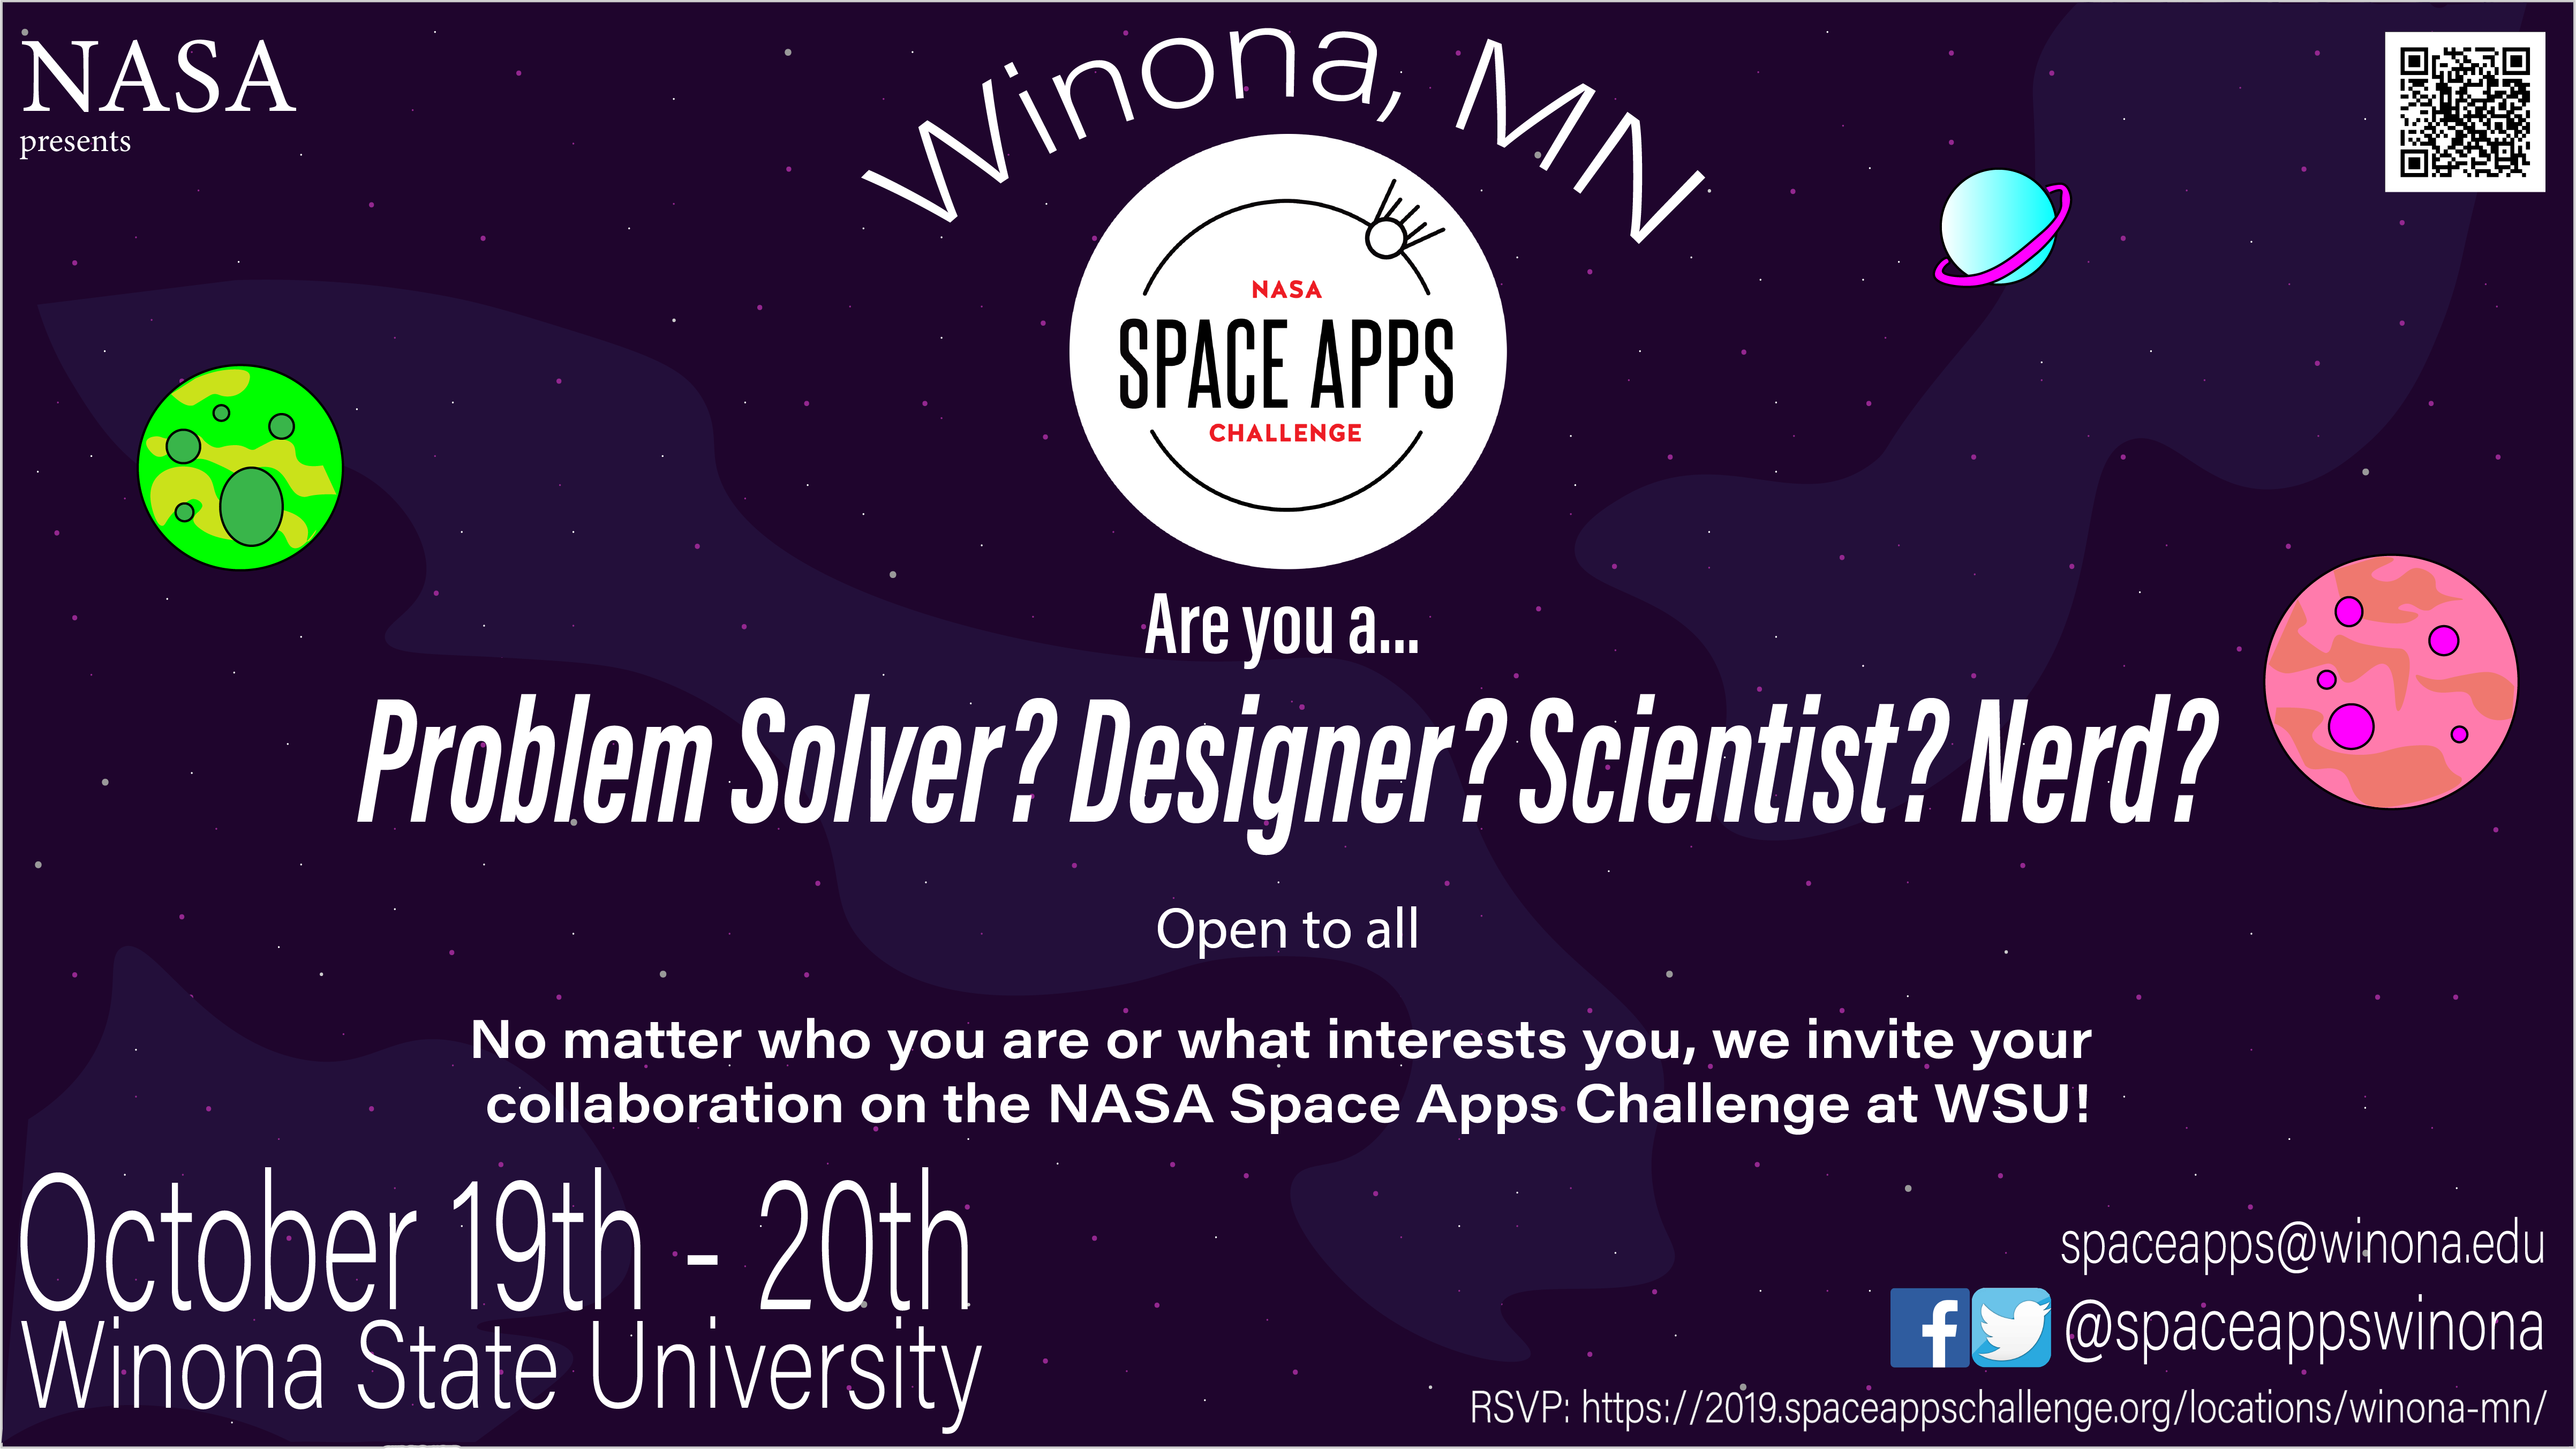 NASA
presents
Winona, MN
NASA
SPACE APPS
CHALLENGE
Are you a...
Problem Solver? Designer? Scientist? Nerd?
Open to all
No matter who you are or what interests you, we invite your
collaboration on the NASA Space Apps Challenge at WSU!
October 19th - 20th
Winona State University
spaceapps@winona.edu
@spaceappswinona
RSVP: https://2019.spaceappschallenge.org/locations/winona-mn/